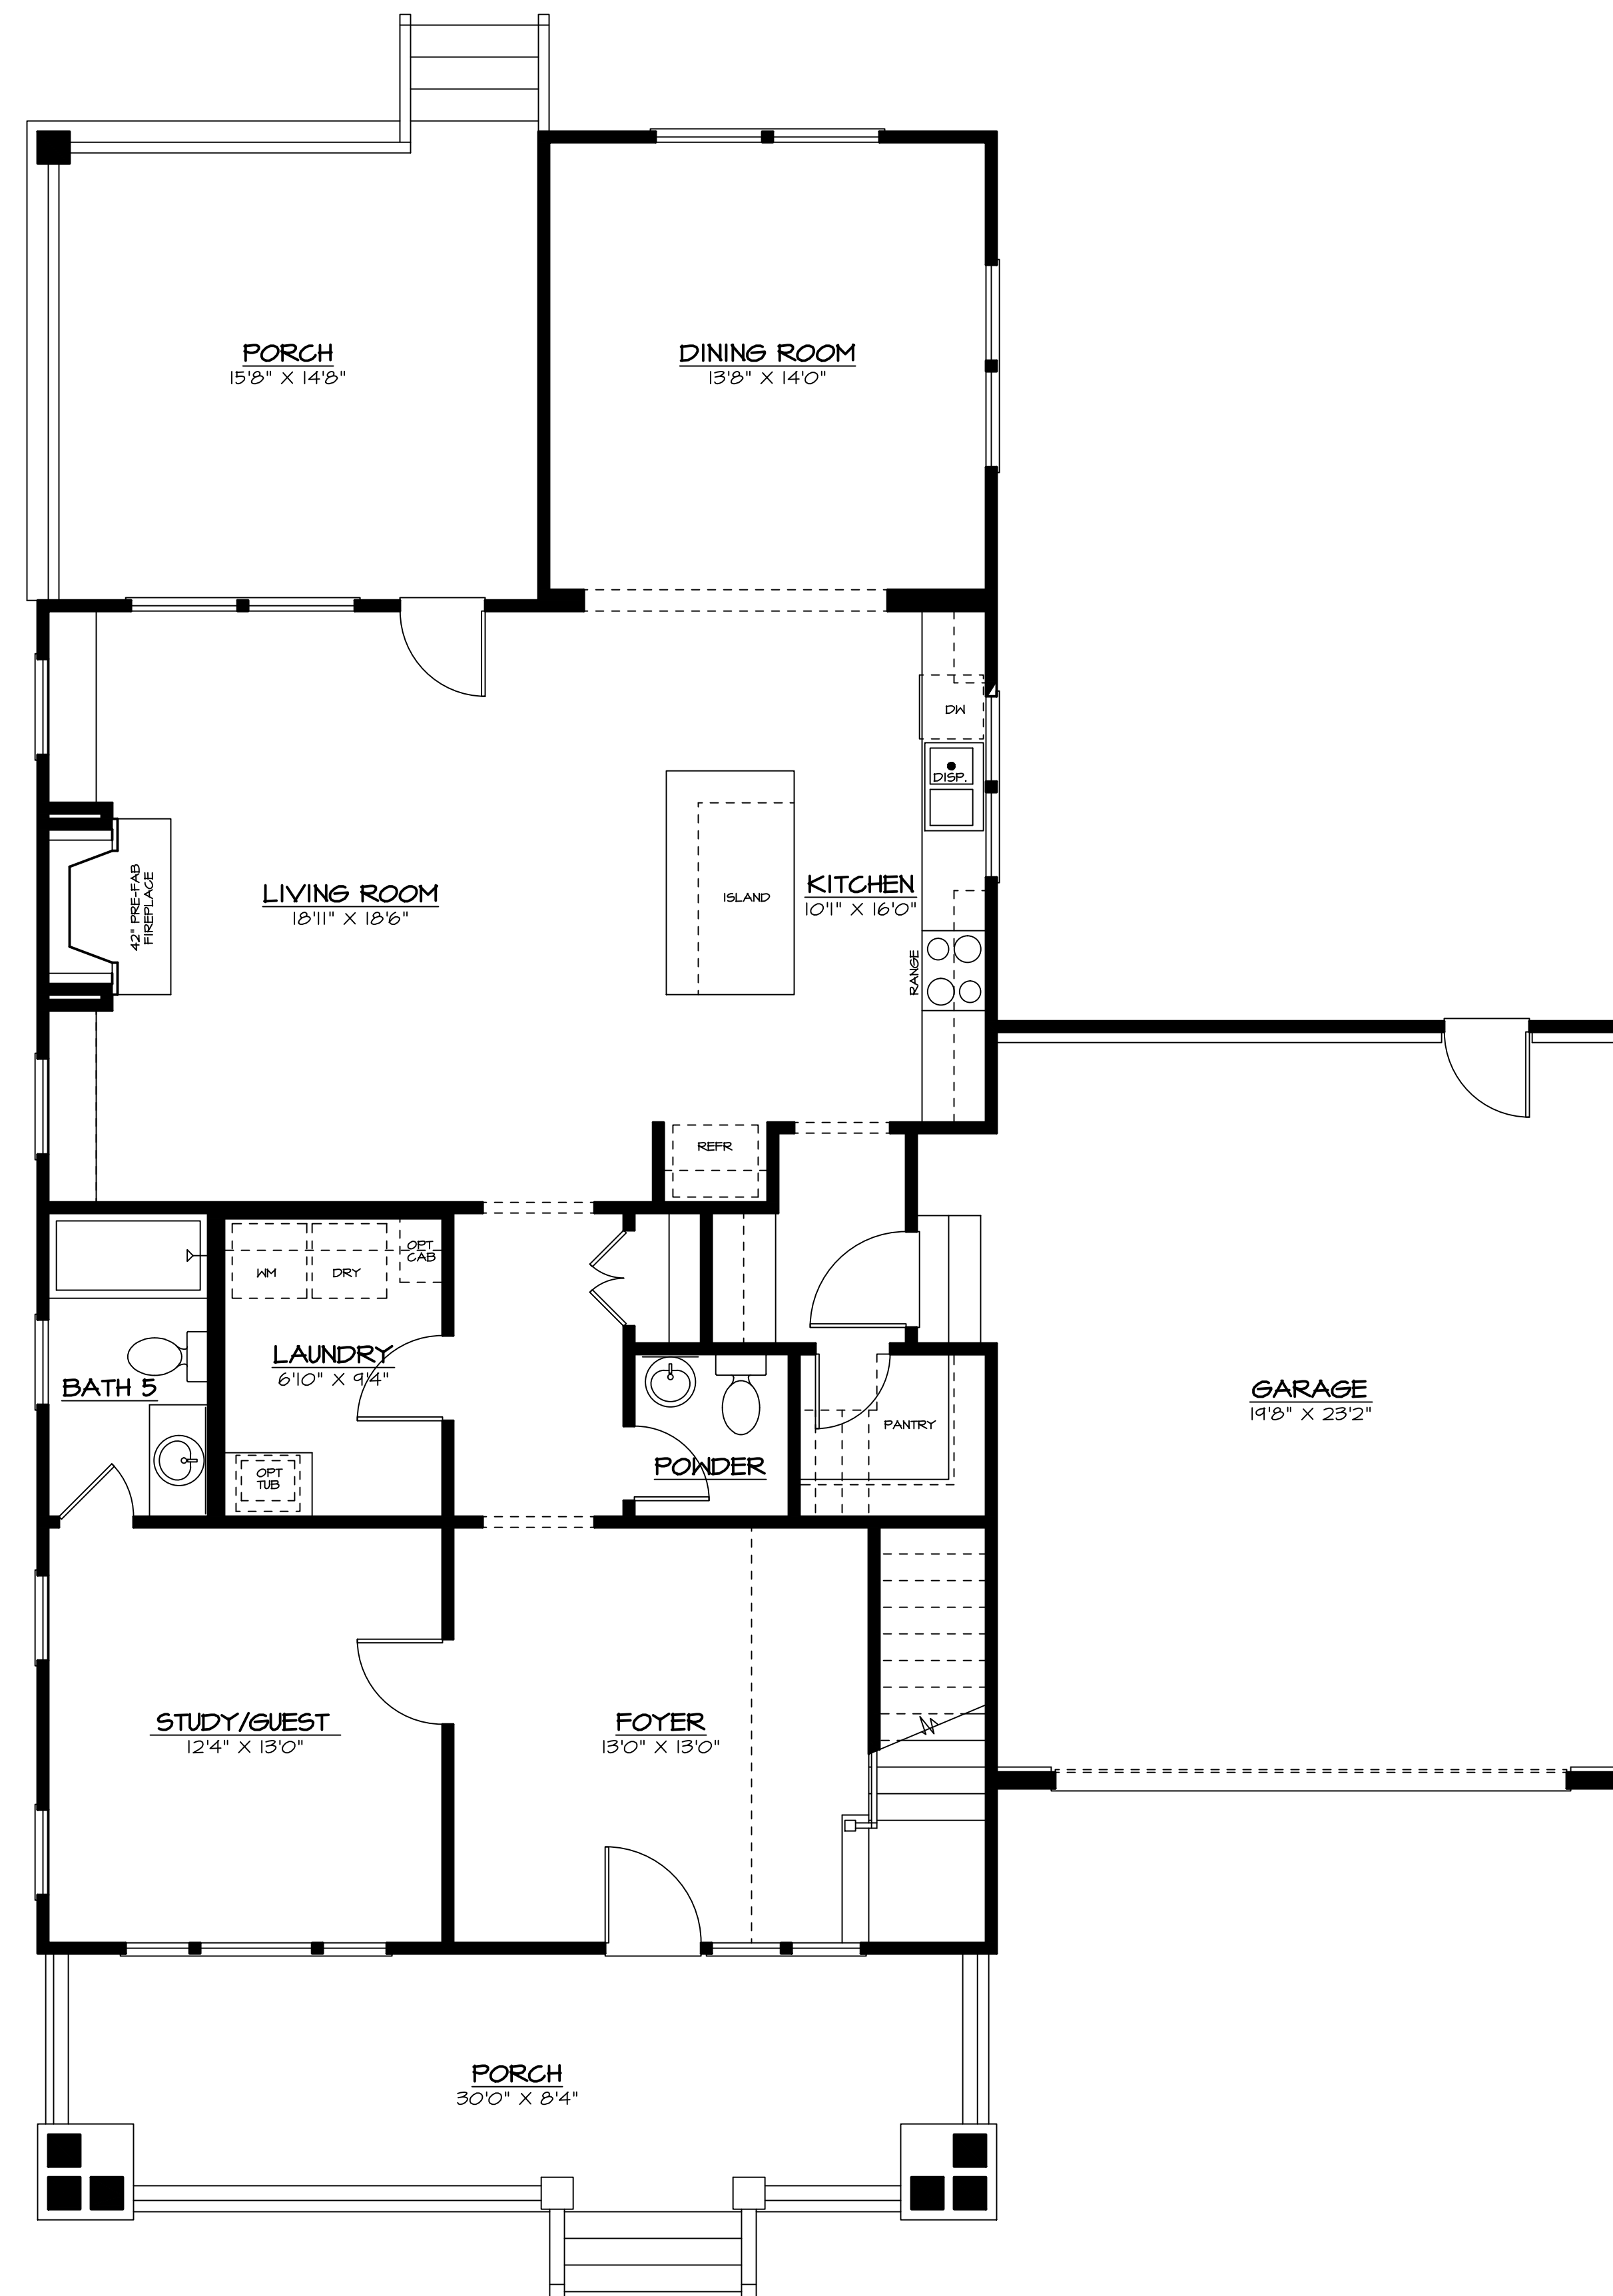 PORCH
15'8" X 14'8"
DINING ROOM
13'8" X 14'0"
DW
DISP.
LIVING ROOM
18'11" X 18'6"
42" PRE-FAB
FIREPLACE
ISLAND
KITCHEN
10'1" X 16'0"
RANGE
REFR
WM
DRY
OPT
CAB
LAUNDRY
6'10" X 9'4"
BATH 5
OPT
TUB
POWDER
PANTRY
GARAGE
19'8" X 23'2"
STUDY/GUEST
12'4" X 13'0"
FOYER
13'0" X 13'0"
PORCH
30'0" X 8'4"